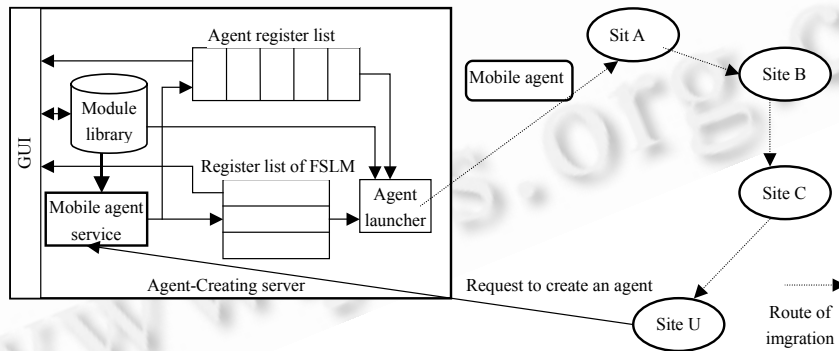 Agent register list
Sit A
Mobile agent
Site B
GUI
Module
library
Register list of FSLM
Agent
launcher
Site C
Mobile agent
service
Agent-Creating server
Request to create an agent
Site U
Route of
imgration